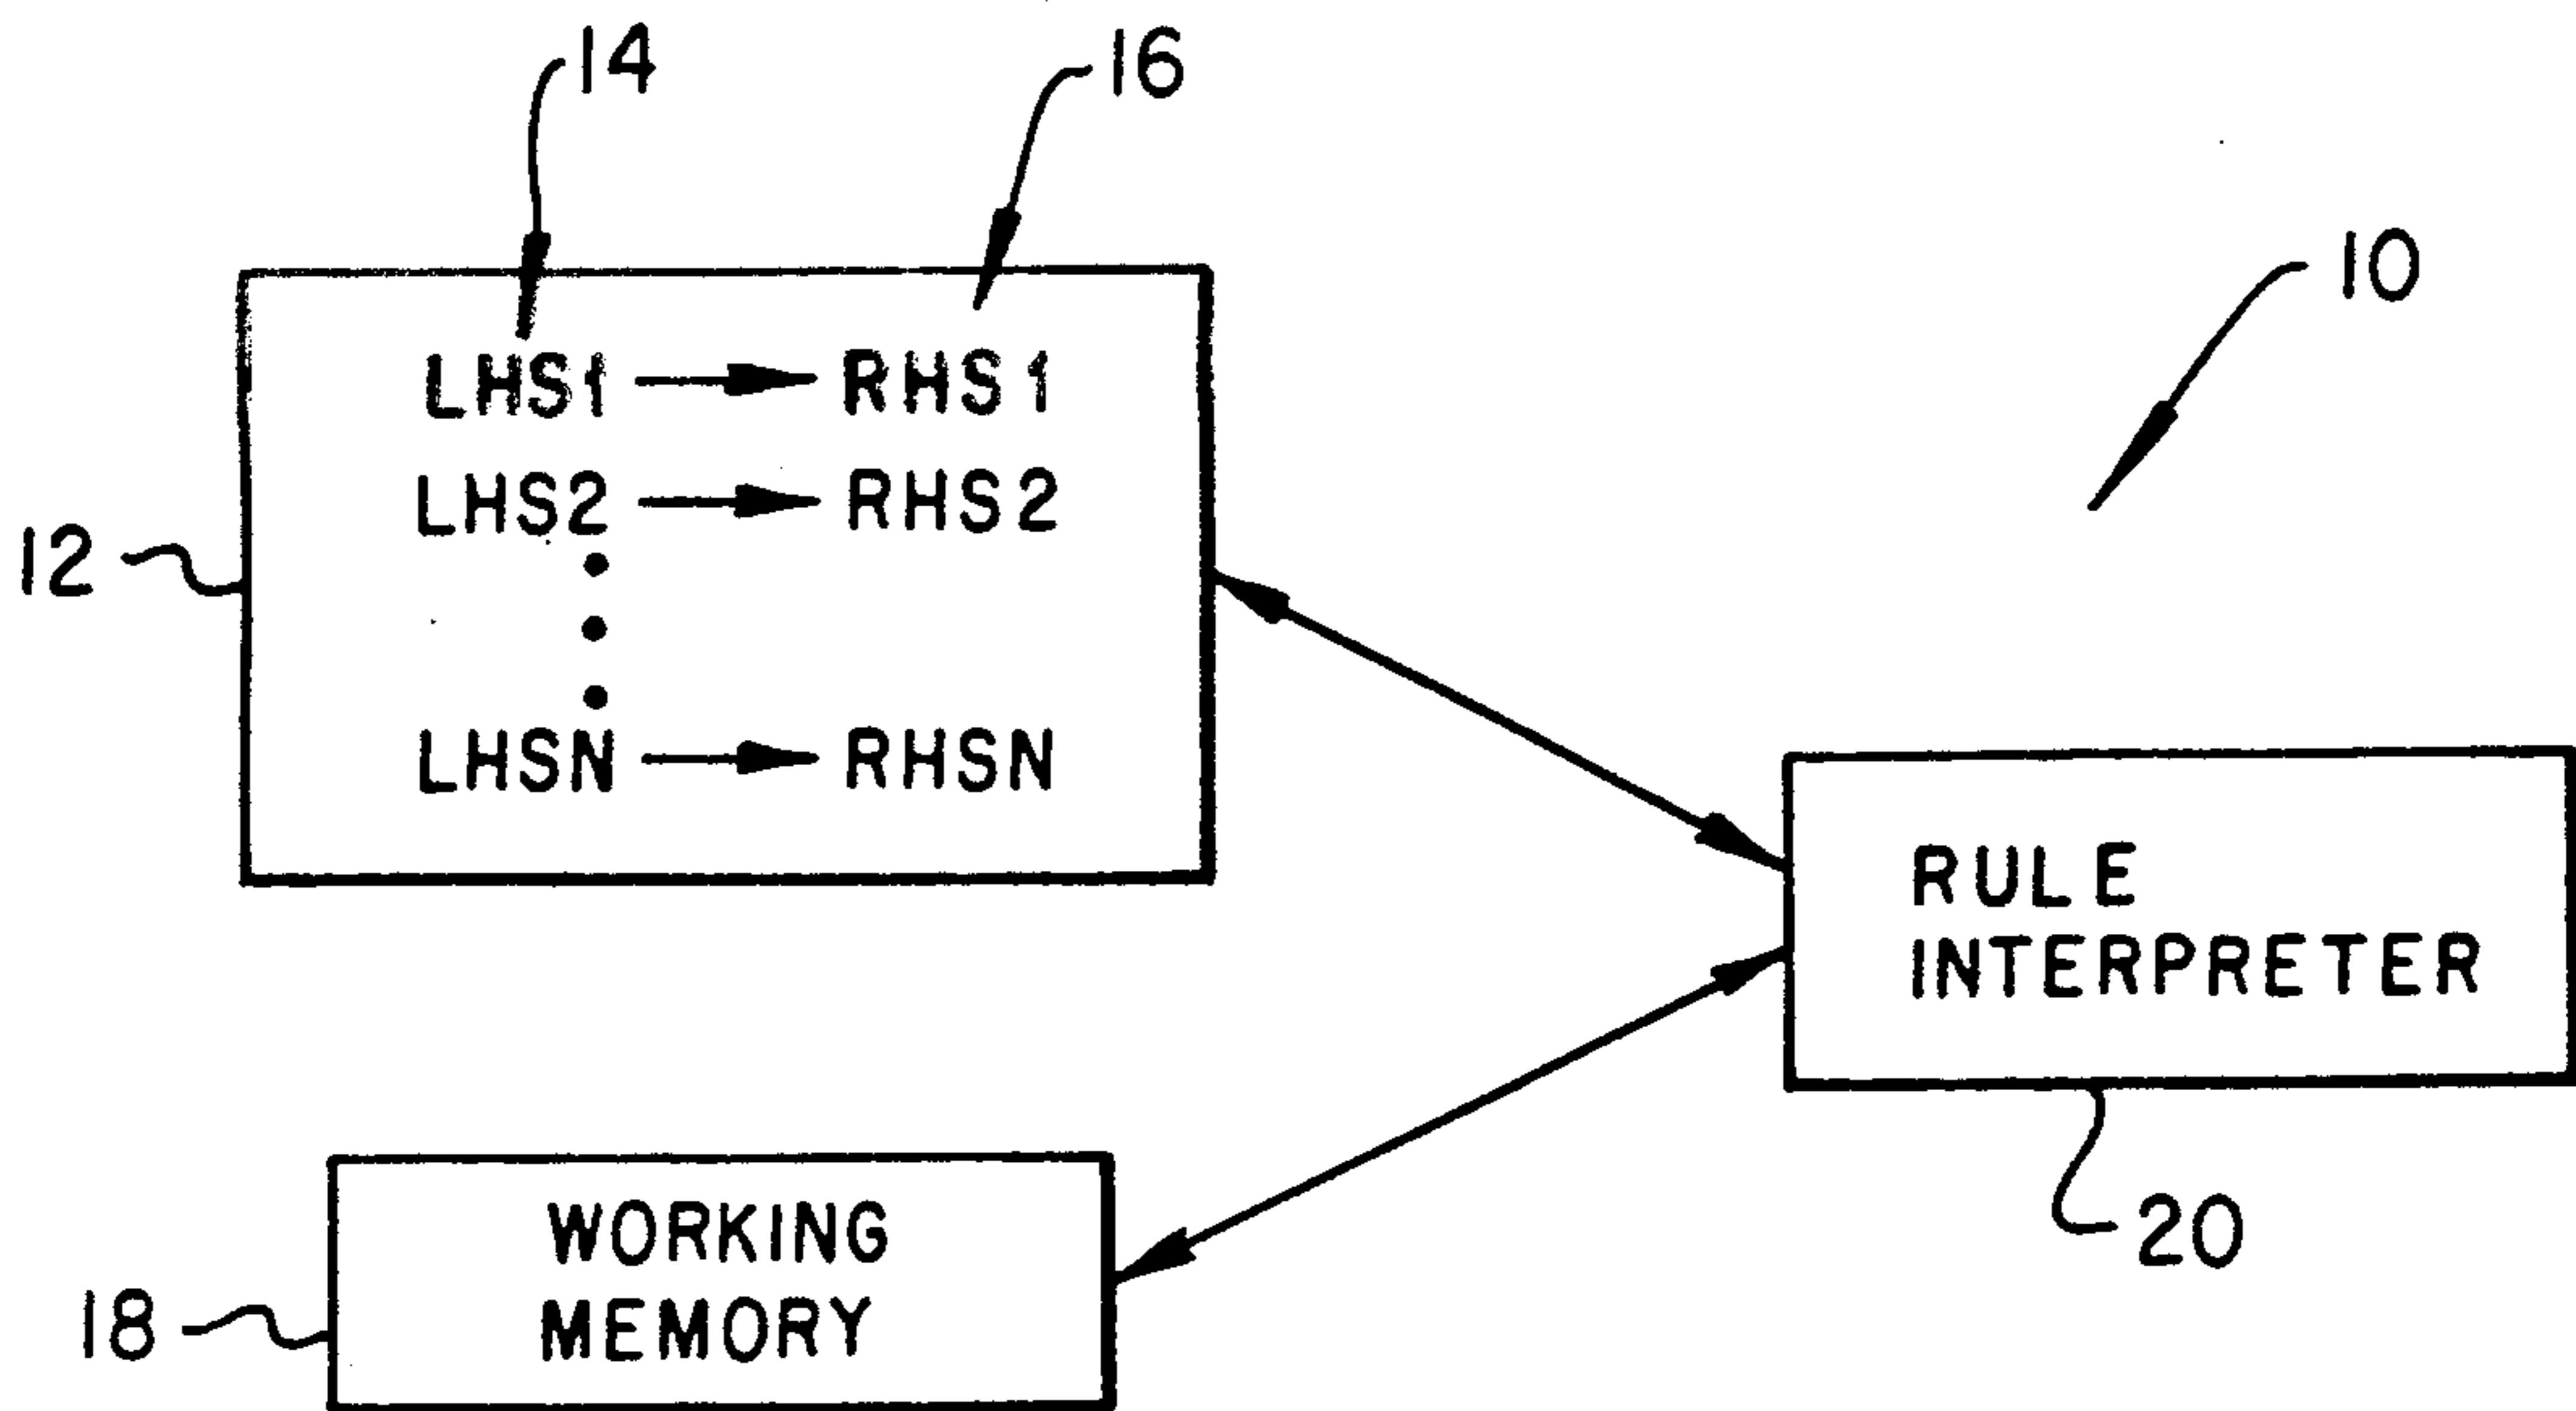 14
16
10
LHS1 → RHS1
LHS2 → RHS2
12
LHSN → RHSN
RULE
INTERPRETER
20
WORKING
MEMORY
18